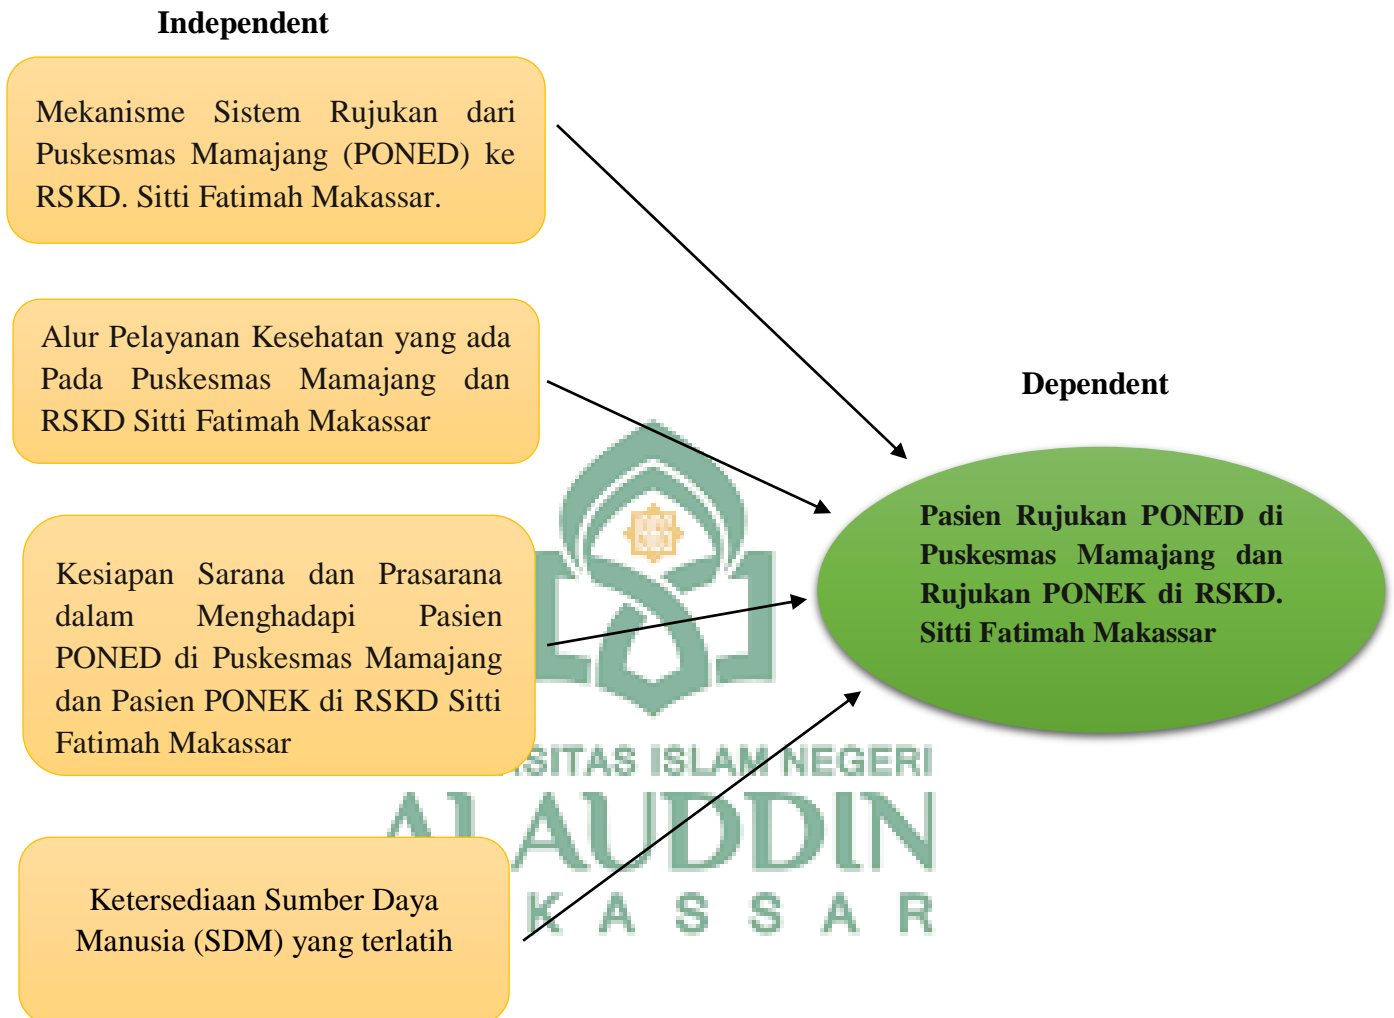 Independent
Mekanisme Sistem Rujukan dari
Puskesmas Mamajang (PONED) ke
RSKD. Sitti Fatimah Makassar.
Alur Pelayanan Kesehatan yang ada
Pada Puskesmas Mamajang dan
RSKD Sitti Fatimah Makassar
Kesiapan Sarana dan Prasarana
dalam Menghadapi Pasien
PONED di Puskesmas Mamajang
dan Pasien PONEK di RSKD Sitti
Fatimah Makassar
Ketersediaan Sumber Daya
Manusia (SDM) yang terlatih
Dependent
Pasien Rujukan PONED di
Puskesmas Mamajang dan
Rujukan PONEK di RSKD.
Sitti Fatimah Makassar
SITAS ISLAM NEGERI
ALAUDDIN
KASSAR